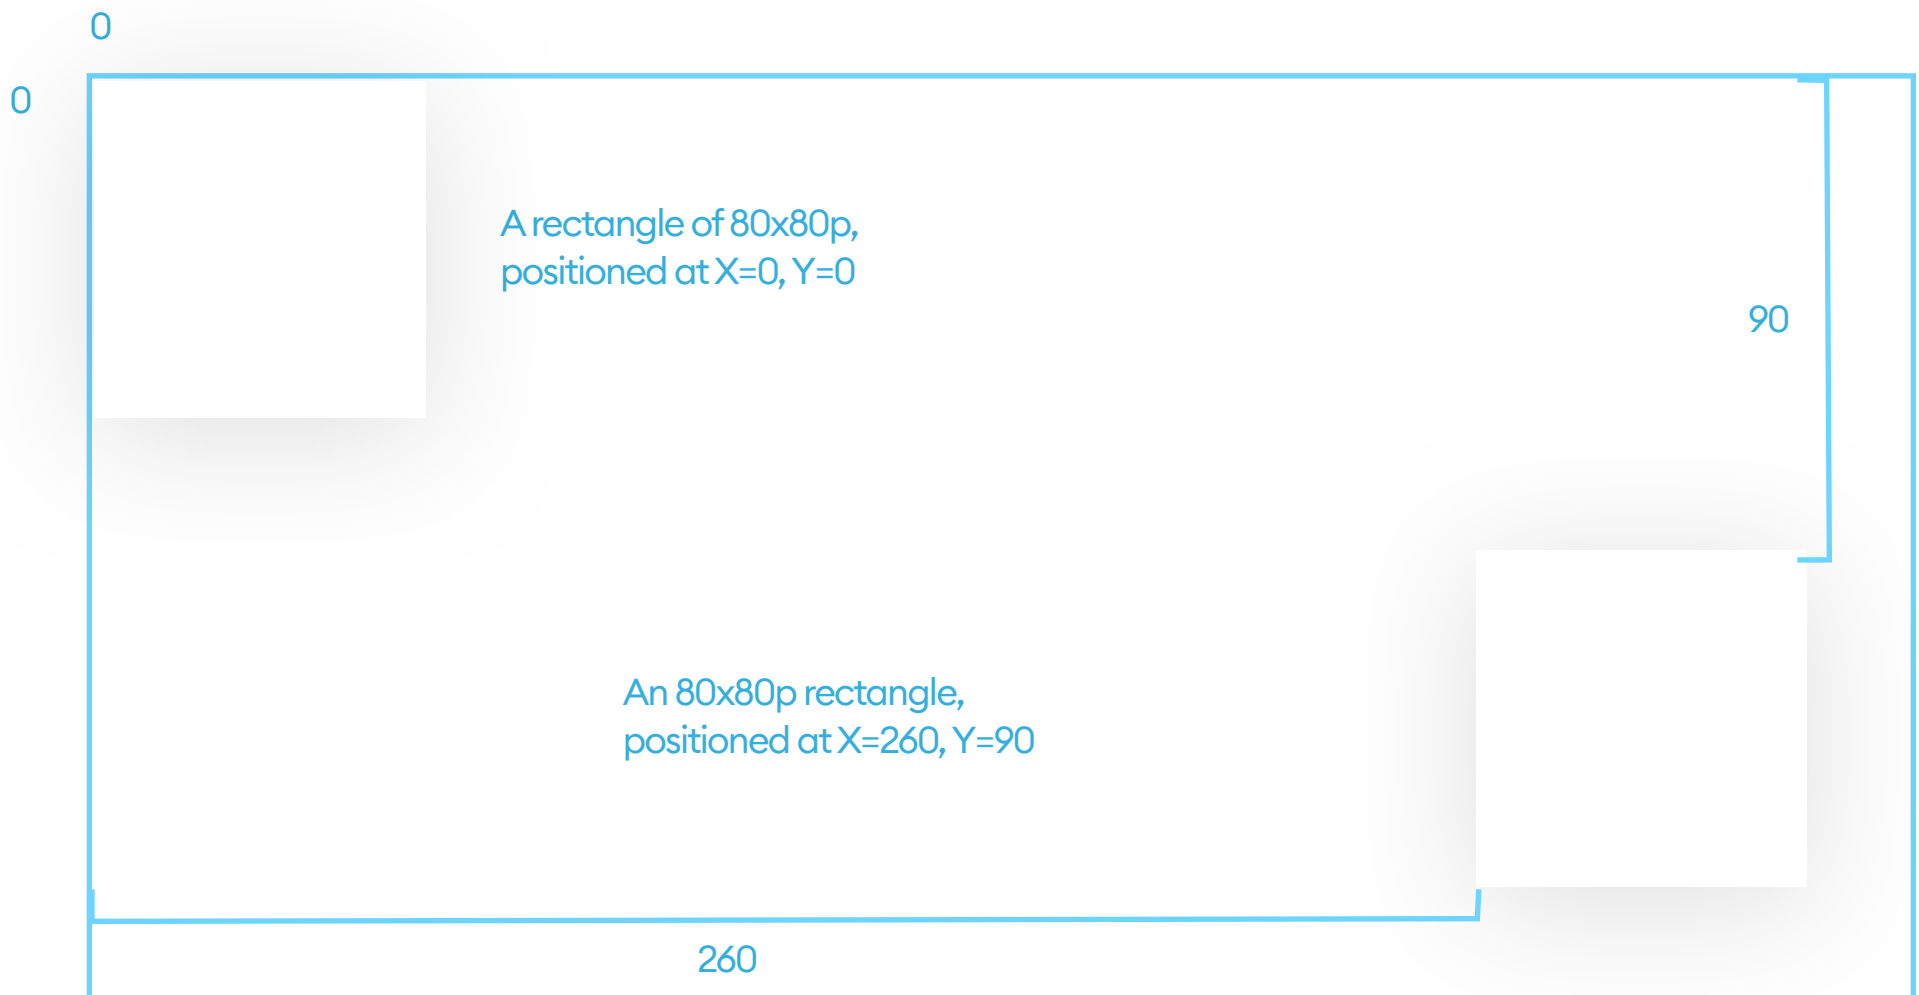 0
0
A rectangle of 80x80p,
positioned at X=0, Y=0
90
An 80x80p rectangle,
positioned at X=260, Y=90
260